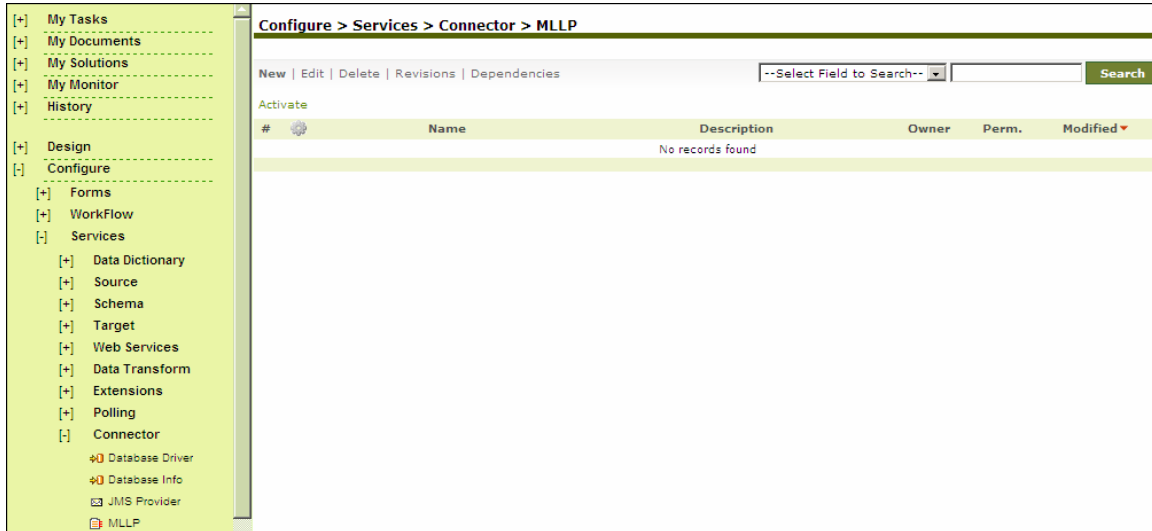 [+] My Tasks
[+] My Documents
[+] My Solutions
[+] My Monitor
[+] History
[+] Design
[-] Configure
[+] Forms
[+] WorkFlow
[-] Services
[+] Data Dictionary
[+] Source
[+] Schema
[+] Target
[+] Web Services
[+] Data Transform
[+] Extensions
[+] Polling
[-] Connector
Database Driver
Database Info
JMS Provider
MLLP
Configure > Services > Connector > MLLP
New | Edit | Delete | Revisions | Dependencies --Select Field to Search-- Search
Activate
# Name Description Owner Perm. Modified
No records found